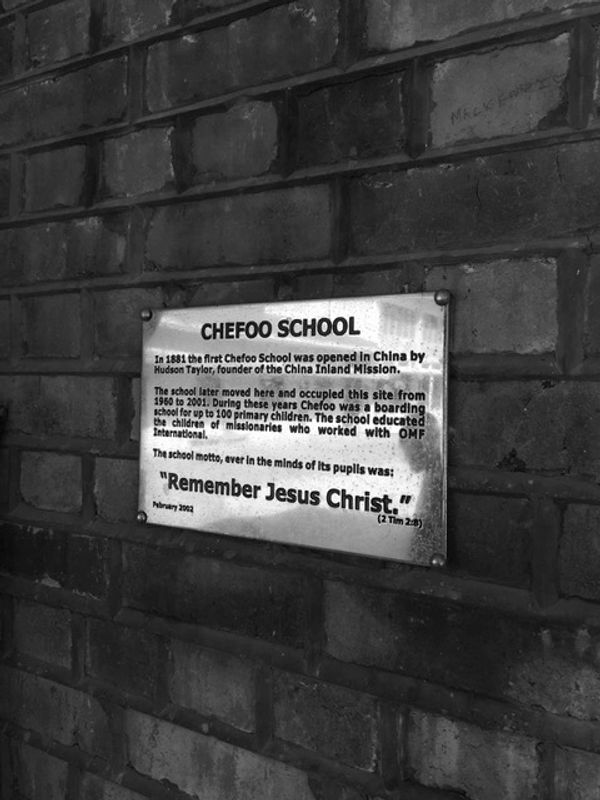 CHEFOO SCHOOL
In 1881 the first Chefoo School was opened in China by
Hudson Taylor, founder of the China Inland Mission.
The school later moved here and occupied this site from
1960 to 2001. During these years Chefoo was a boarding
school for up to 100 primary children. The school educated
the children of missionaries who worked with OMF
International.
The school motto, ever in the minds of its pupils was:
"Remember Jesus Christ."
(2 Tim 2:8)
February 2002